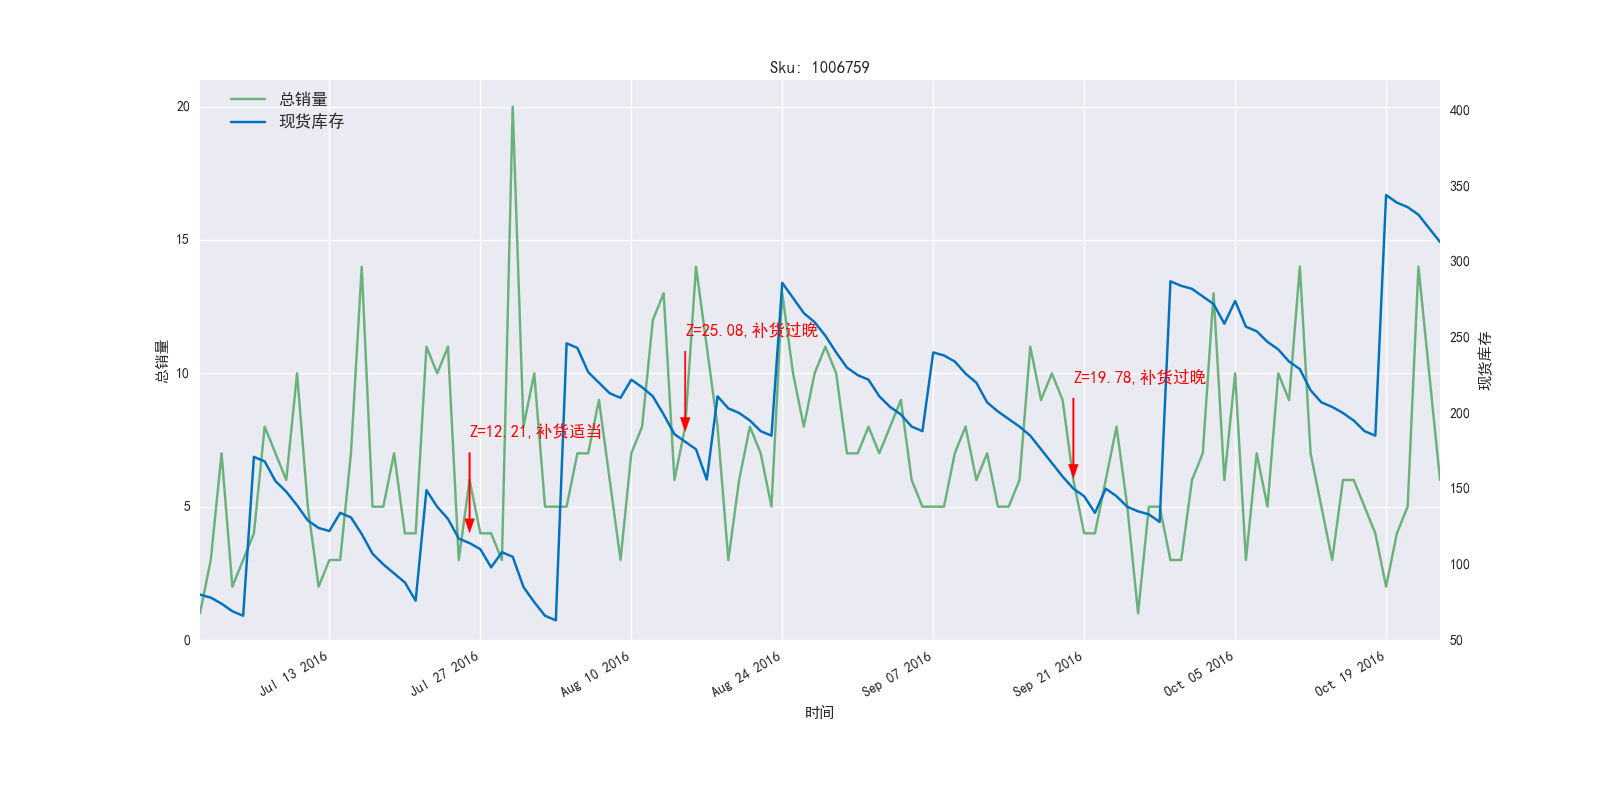 Sku: 1006759
总销量
现货库存
20
15
10
5
0
总销量
400
350
300
250
200
150
100
50
现货库存
Z=25.08,补货过晚
Z=19.78,补货过晚
Z=12.21,补货适当
Jul 13 2016
Jul 27 2016
Aug 10 2016
Aug 24 2016
Sep 07 2016
Sep 21 2016
Oct 05 2016
Oct 19 2016
时间